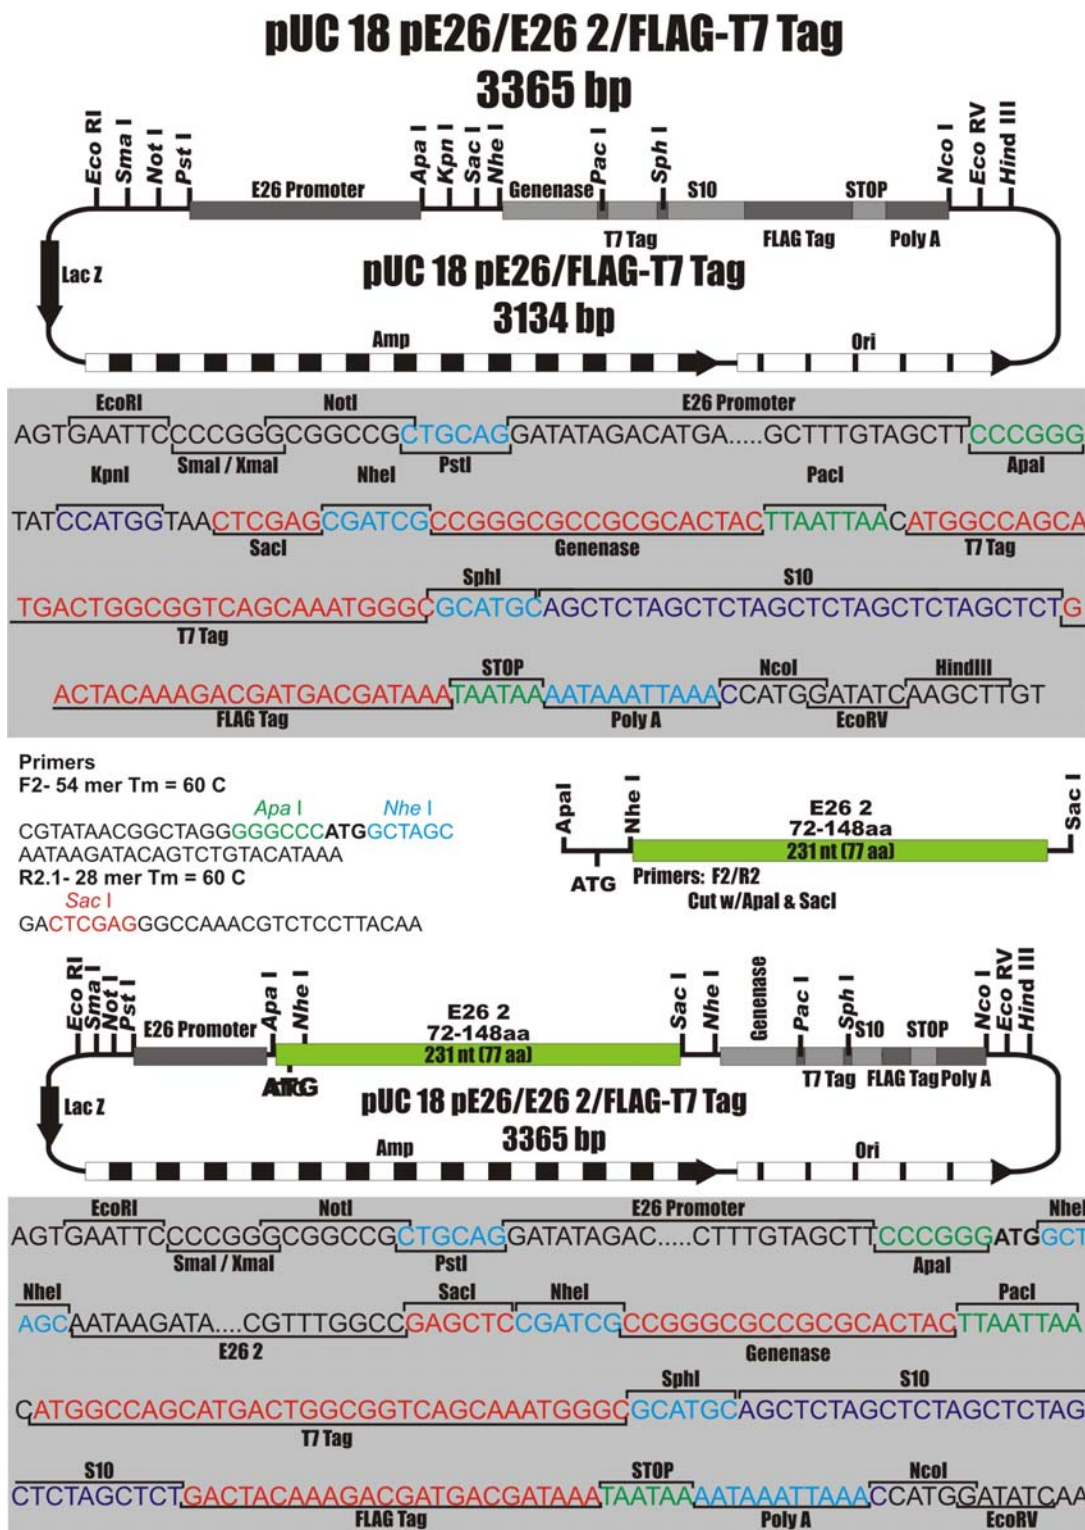 pUC 18 pE26/E26 2/FLAG-T7 Tag
3365 bp
Eco RI
Sma I
Not I
Pst I
Apa I
Kpn I
Sac I
Nhe I
Pac I
Sph I
Nco I
Eco RV
Hind III
E26 Promoter
Genenase
S10
STOP
T7 Tag
FLAG Tag
Poly A
Lac Z
pUC 18 pE26/FLAG-T7 Tag
3134 bp
Amp
Ori
EcoRI
NotI
E26 Promoter
AGTGAATTCCCCGGGCGGCCGCTGCAGGATATAGACATGA.....GCTTTGTAGCTTCCCGGG
SmaI / XmaI
PstI
ApaI
KpnI
NheI
PacI
TATCCATGGTAACTCGAGCGATCGCCGGGCGCCGCGCACTACTTAATTAACATGGCCAGCA
SacI
Genenase
T7 Tag
SphI
S10
TGACTGGCGGTCAGCAAATGGGCGCATGCAGCTCTAGCTCTAGCTCTAGCTCTAGCTCTG
T7 Tag
STOP
NcoI
HindIII
ACTACAAAGACGATGACGATAAATAATAAAATAAATTAAACCATGGATATCAAGCTTGT
FLAG Tag
Poly A
EcoRV
Primers
F2- 54 mer Tm = 60 C
Apa I
Nhe I
CGTATAACGGCTAGGGGGCCCATGGCTAGC
AATAAGATACAGTCTGTACATAAA
R2.1- 28 mer Tm = 60 C
Sac I
GACTCGAGGGCCAAACGTCTCCTTACAA
ApaI
Nhe I
Sac I
E26 2
72-148aa
231 nt (77 aa)
ATG
Primers: F2/R2
Cut w/ApaI & SacI
Eco RI
Sma I
Not I
Pst I
Apa I
Nhe I
Sac I
Nhe I
Genenase
Pac I
Sph I
Nco I
Eco RV
Hind III
E26 Promoter
E26 2
72-148aa
231 nt (77 aa)
S10
STOP
ATG
T7 Tag
FLAG Tag
Poly A
Lac Z
pUC 18 pE26/E26 2/FLAG-T7 Tag
3365 bp
Amp
Ori
EcoRI
NotI
E26 Promoter
NheI
AGTGAATTCCCCGGGCGGCCGCTGCAGGATATAGAC.....CTTTGTAGCTTCCCGGGATGGCT
SmaI / XmaI
PstI
ApaI
NheI
SacI
NheI
PacI
AGCAATAAGATA....CGTTTGGCCGAGCTCCGATCGCCGGGCGCCGCGCACTACTTAATTAA
E26 2
Genenase
SphI
S10
CATGGCCAGCATGACTGGCGGTCAGCAAATGGGCGCATGCAGCTCTAGCTCTAGCTCTAG
T7 Tag
S10
STOP
NcoI
CTCTAGCTCTGACTACAAAGACGATGACGATAAATAATAAAATAAATTAAACCATGGATATCAA
FLAG Tag
Poly A
EcoRV